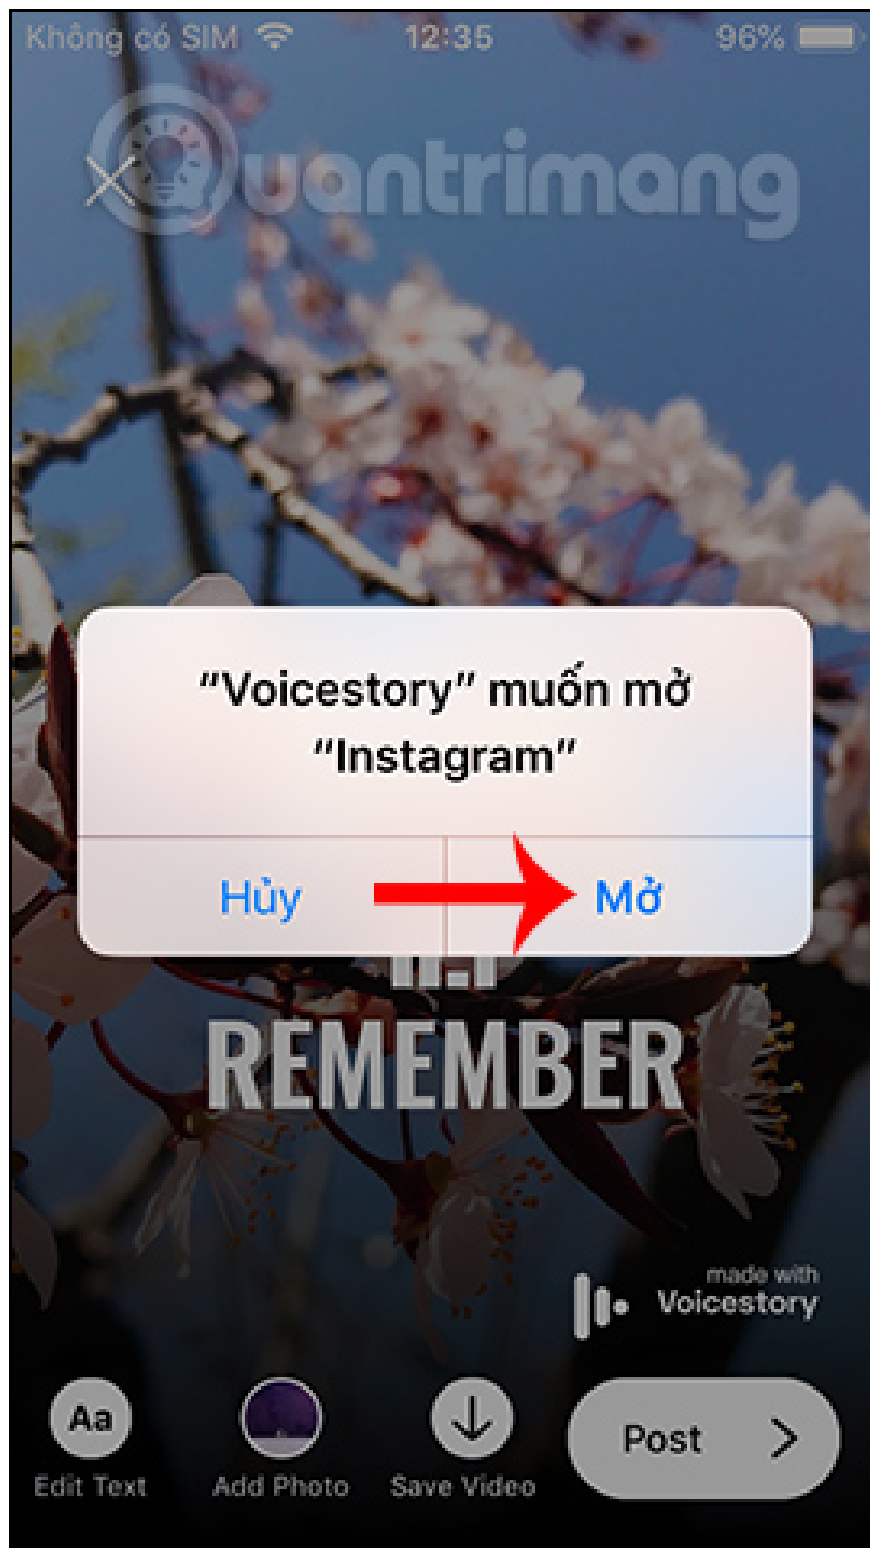 Không có SIM 12:35 96%
Quantrimang
"Voicestory" muốn mở
"Instagram"
Hủy Mở
REMEMBER
made with
Voicestory
Aa
Post
Edit Text Add Photo Save Video